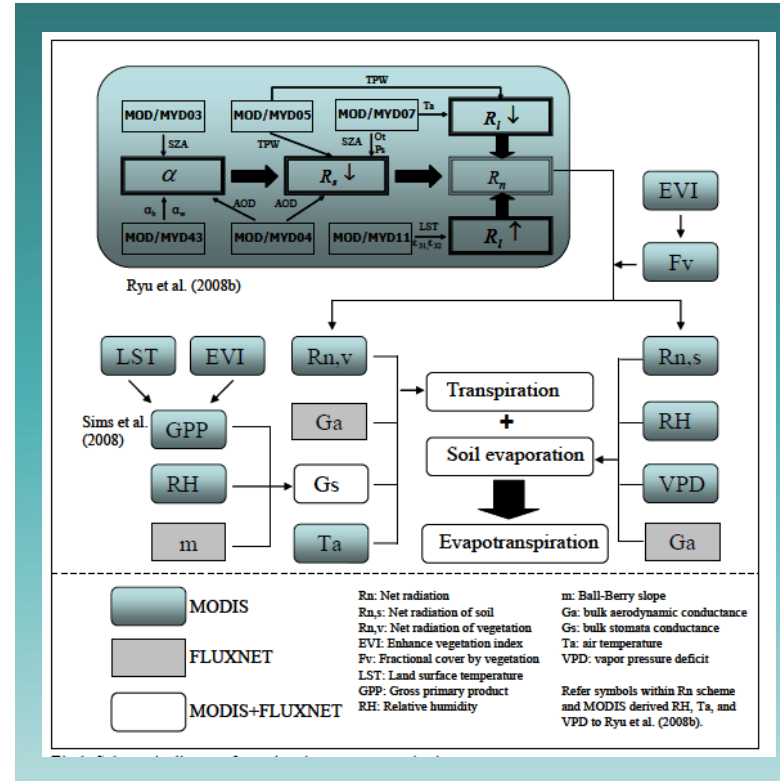 TPW
MOD/MYD03
MOD/MYD05
MOD/MYD07
Ta
R_l ↓
SZA
TPW
SZA
Ot
Ps
α
R_s ↓
R_n
EVI
α_b
α_w
AOD
AOD
LST
ε31,ε32
MOD/MYD43
MOD/MYD04
MOD/MYD11
R_l ↑
Fv
Ryu et al. (2008b)
LST
EVI
Rn,v
Rn,s
Transpiration
Sims et al.
(2008)
GPP
Ga
+
RH
Soil evaporation
RH
Gs
VPD
m
Ta
Evapotranspiration
Ga
MODIS
FLUXNET
MODIS+FLUXNET
Rn: Net radiation
Rn,s: Net radiation of soil
Rn,v: Net radiation of vegetation
EVI: Enhance vegetation index
Fv: Fractional cover by vegetation
LST: Land surface temperature
GPP: Gross primary product
RH: Relative humidity
m: Ball-Berry slope
Ga: bulk aerodynamic conductance
Gs: bulk stomata conductance
Ta: air temperature
VPD: vapor pressure deficit
Refer symbols within Rn scheme
and MODIS derived RH, Ta, and
VPD to Ryu et al. (2008b).